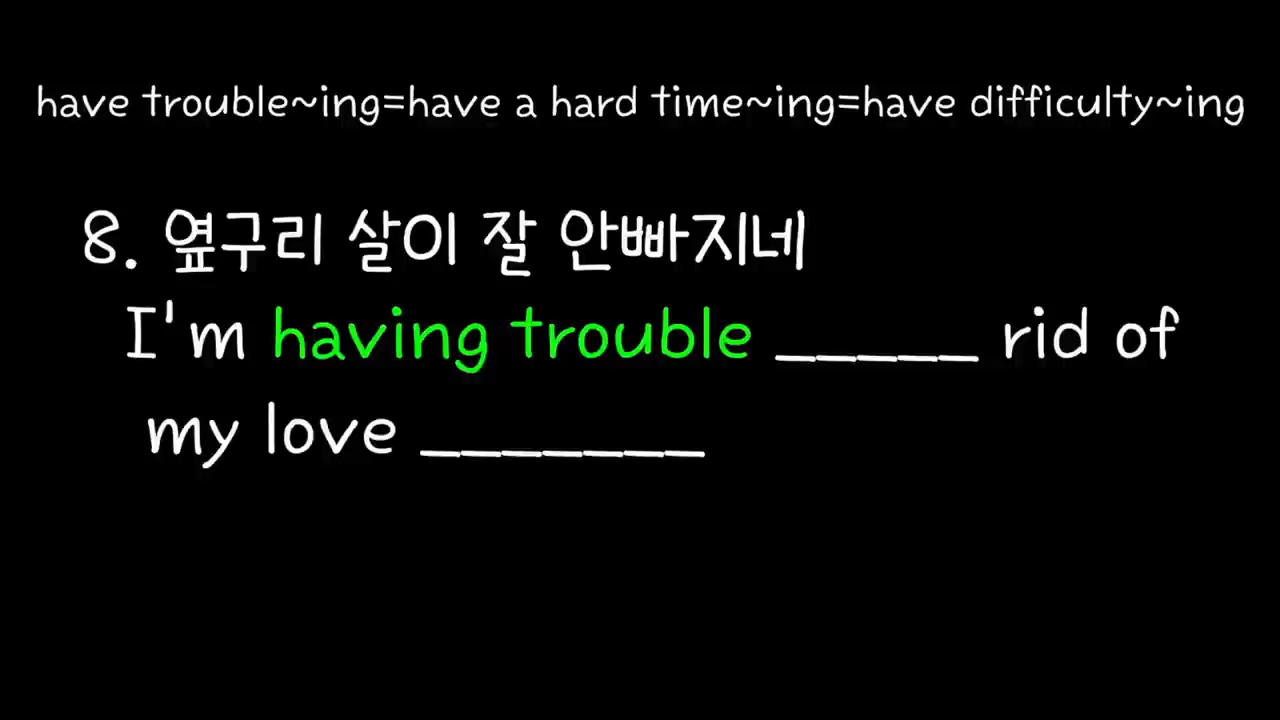 have trouble~ing=have a hard time~ing=have difficulty~ing
8. 옆구리 살이 잘 안빠지네
I'm having trouble _____ rid of
my love _______